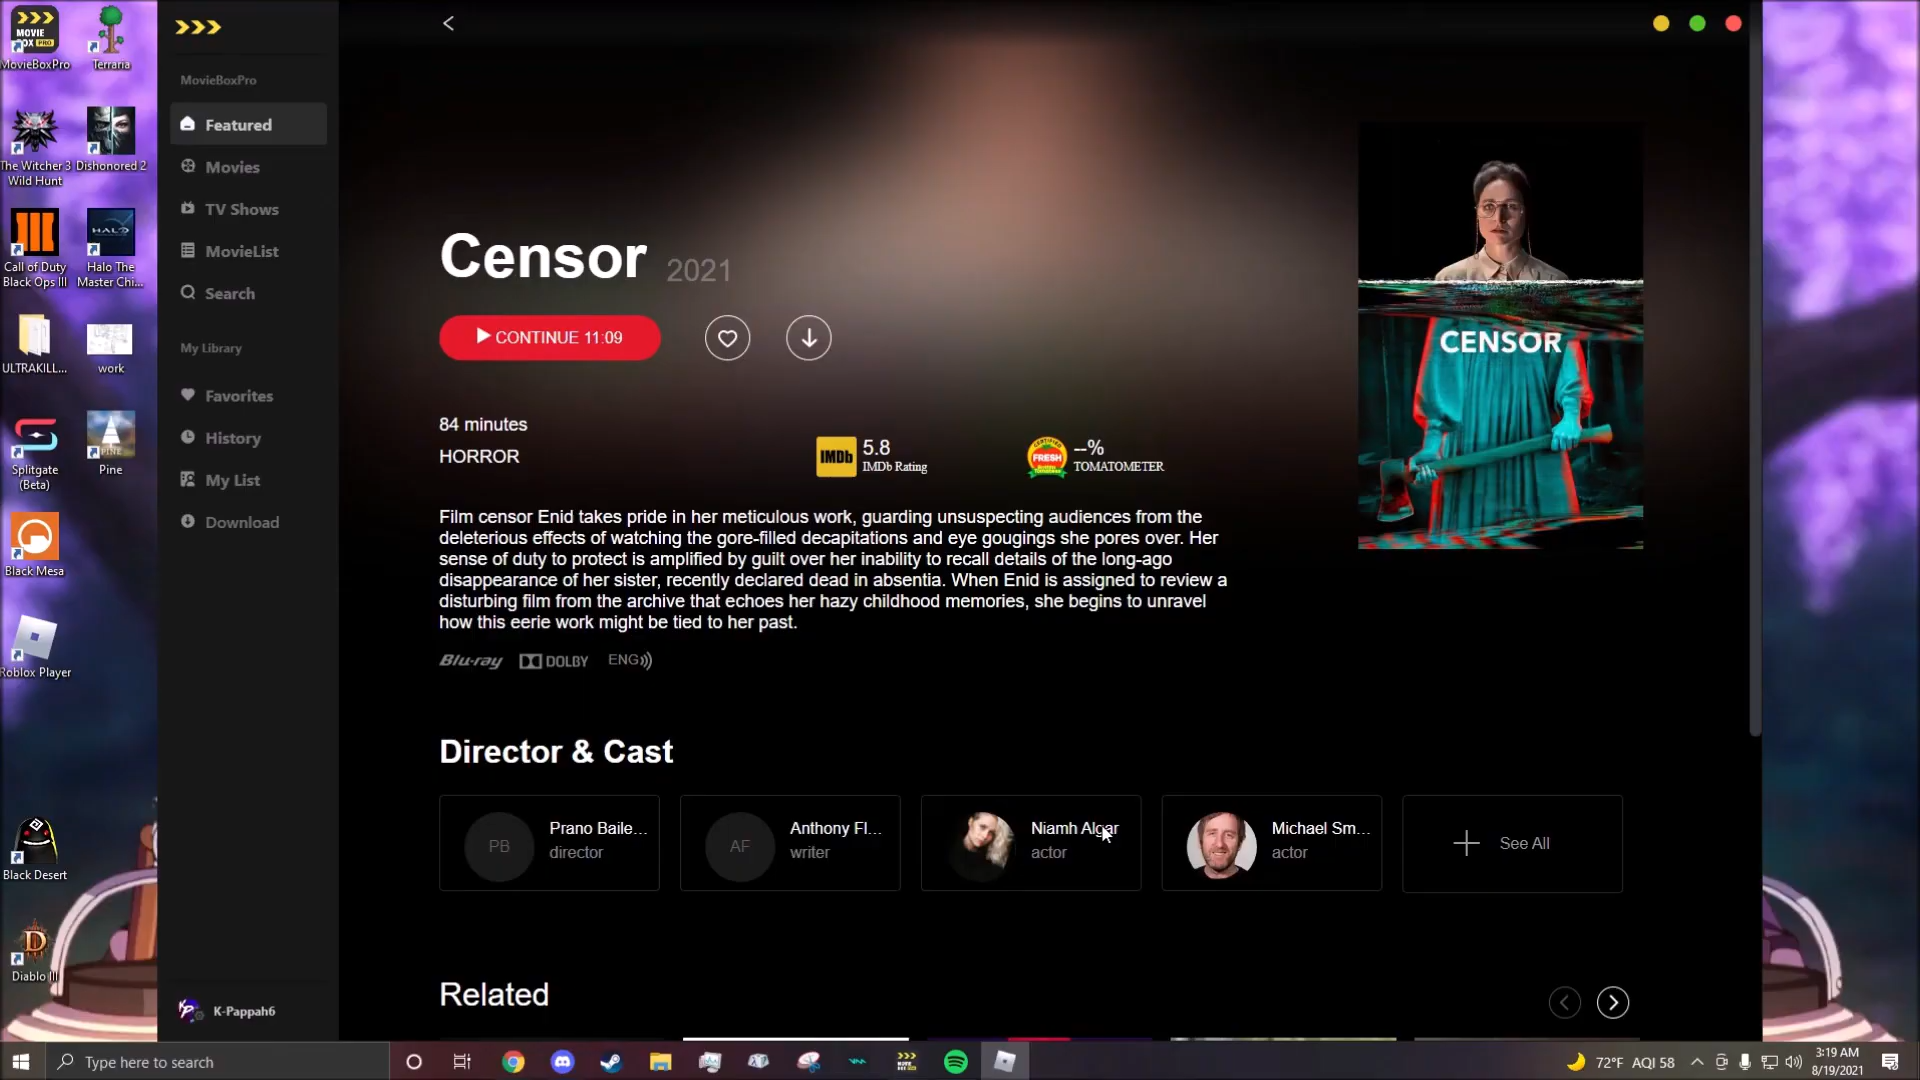 MOVIE
BOX PRO
MovieBoxPro
Terraria
The Witcher 3
Wild Hunt
Dishonored 2
HALO
Call of Duty
Black Ops III
Halo The
Master Chi...
ULTRAKILL...
work
PINE
Splitgate
(Beta)
Pine
Black Mesa
Roblox Player
Black Desert
Diablo III
MovieBoxPro
Featured
Movies
TV Shows
MovieList
Search
My Library
Favorites
History
My List
Download
K-Pappah6
Censor 2021
CONTINUE 11:09
84 minutes
HORROR
IMDb 5.8
IMDb Rating
CERTIFIED
FRESH
--%
TOMATOMETER
Film censor Enid takes pride in her meticulous work, guarding unsuspecting audiences from the
deleterious effects of watching the gore-filled decapitations and eye gougings she pores over. Her
sense of duty to protect is amplified by guilt over her inability to recall details of the long-ago
disappearance of her sister, recently declared dead in absentia. When Enid is assigned to review a
disturbing film from the archive that echoes her hazy childhood memories, she begins to unravel
how this eerie work might be tied to her past.
Blu-ray DOLBY ENG
CENSOR
Director & Cast
PB
Prano Baile...
director
AF
Anthony Fl...
writer
Niamh Algar
actor
Michael Sm...
actor
See All
Related
Type here to search
72°F AQI 58
3:19 AM
8/19/2021